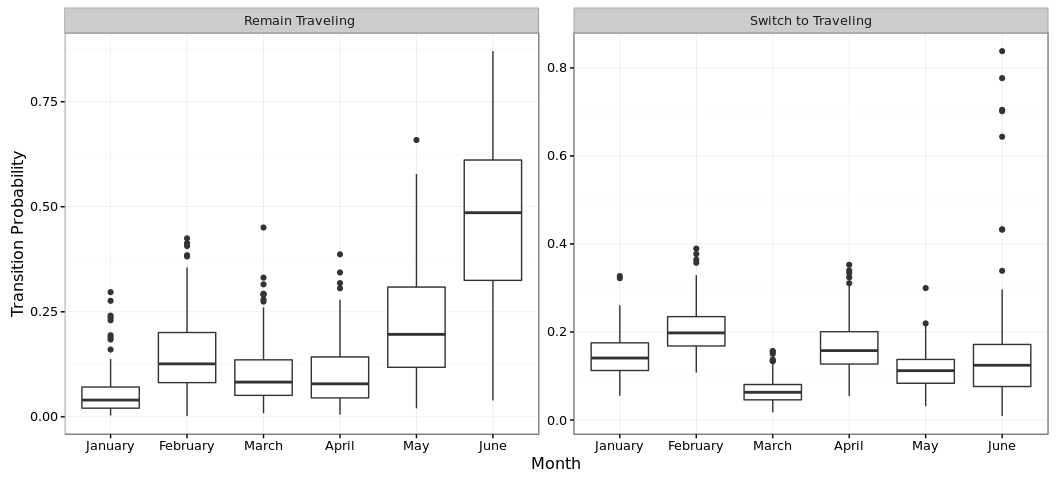 Remain Traveling
Switch to Traveling
Transition Probability
0.75
0.50
0.25
0.00
0.8
0.6
0.4
0.2
0.0
January February March April May June
January February March April May June
Month